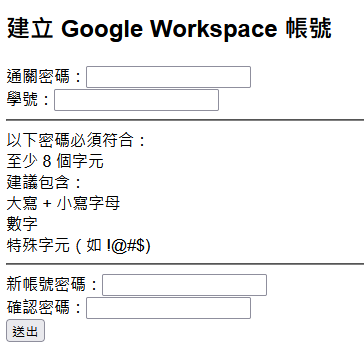 建立 Google Workspace 帳號
通關密碼：
學號：
以下密碼必須符合：
至少 8 個字元
建議包含：
大寫 + 小寫字母
數字
特殊字元（如 !@#$）
新帳號密碼：
確認密碼：
送出